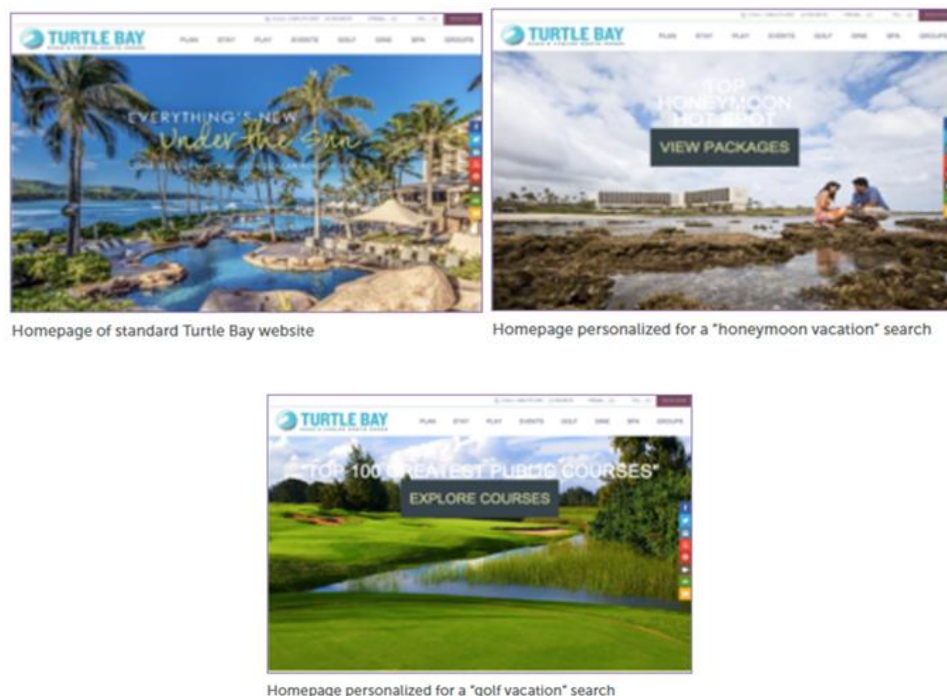 TURTLE BAY
PLAN STAY PLAY EVENTS GOLF DINE SPA GROUPS
EVERYTHING'S NEW
Under the Sun
Homepage of standard Turtle Bay website
TURTLE BAY
PLAN STAY PLAY EVENTS GOLF DINE SPA GROUPS
TOP
HONEYMOON
HOT SPOT
VIEW PACKAGES
Homepage personalized for a "honeymoon vacation" search
TURTLE BAY
PLAN STAY PLAY EVENTS GOLF DINE SPA GROUPS
"TOP 100 GREATEST PUBLIC COURSES"
EXPLORE COURSES
Homepage personalized for a "golf vacation" search